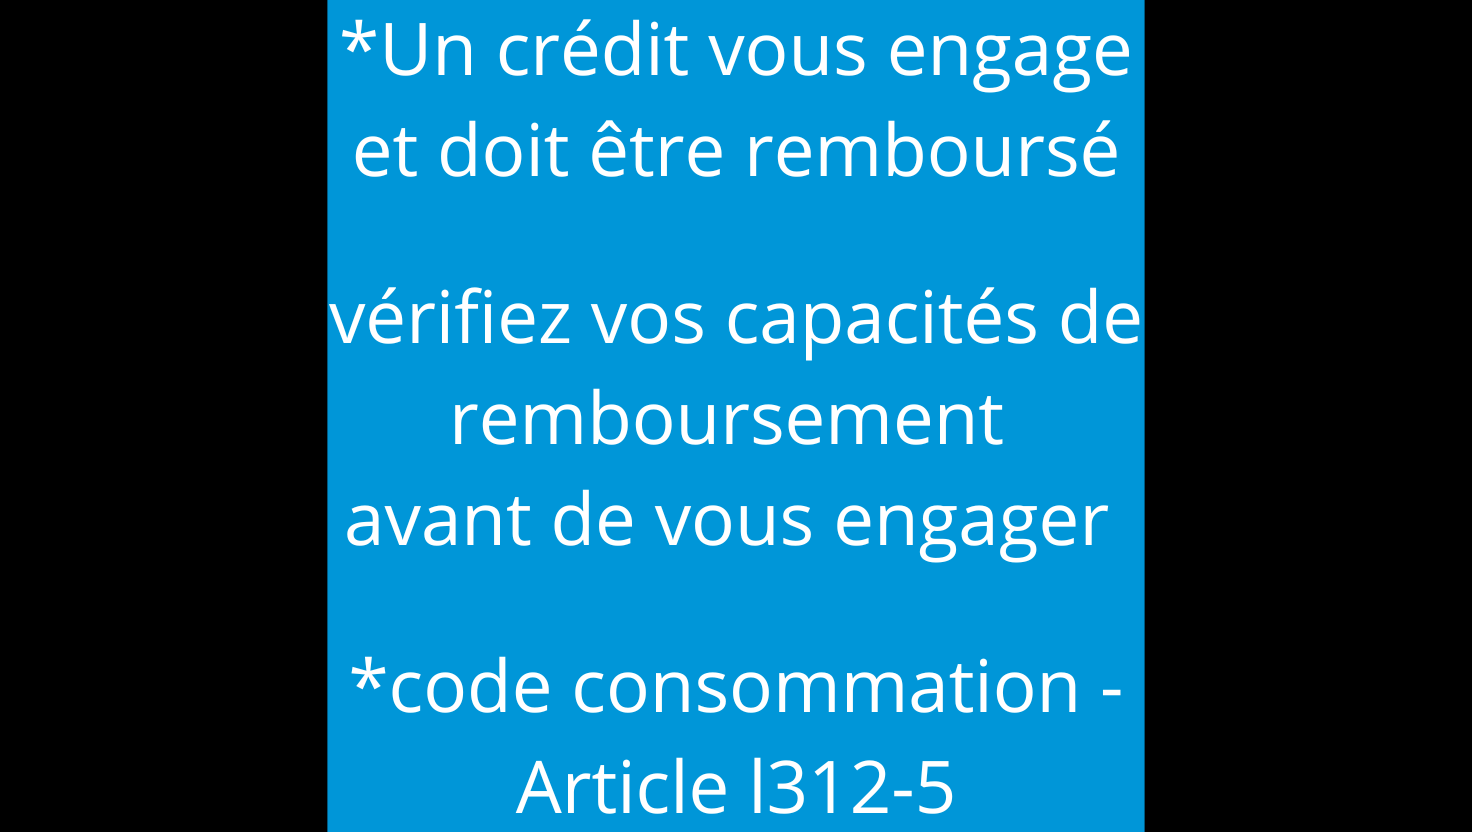 *Un crédit vous engage
et doit être remboursé
vérifiez vos capacités de
remboursement
avant de vous engager
*code consommation -
Article l312-5